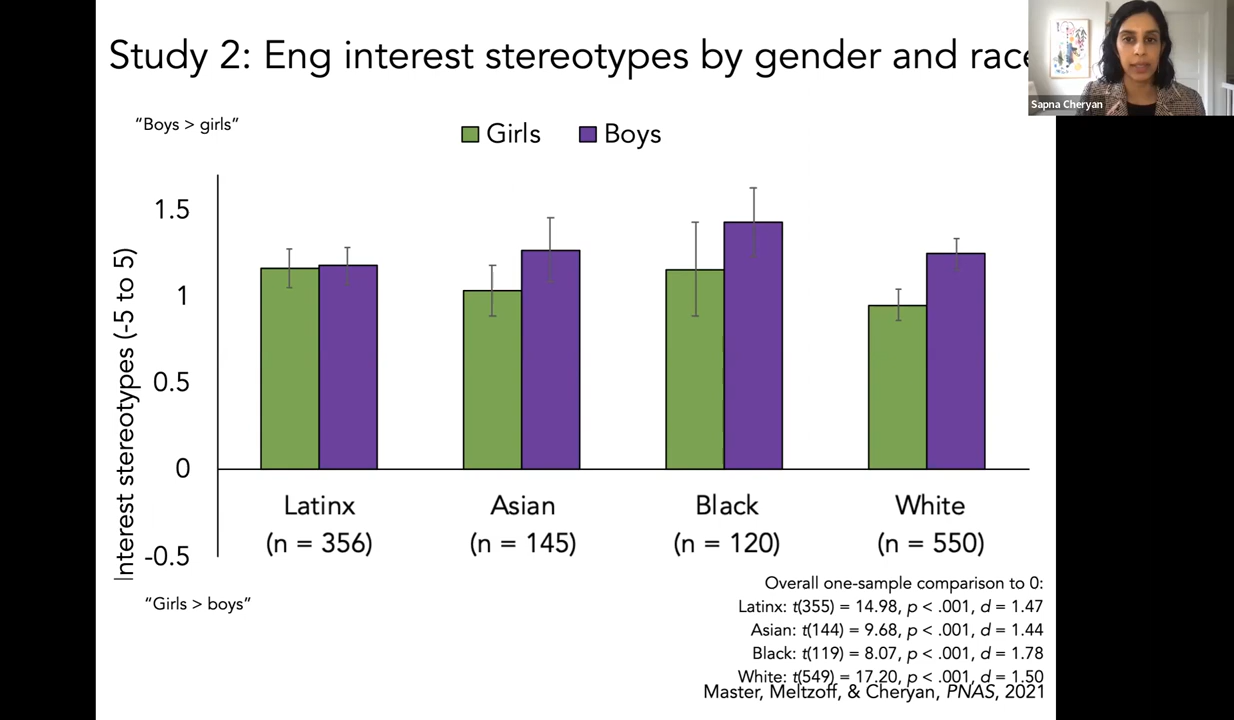 Study 2: Eng interest stereotypes by gender and race
Sapna Cheryan
"Boys > girls"
Girls
Boys
Interest stereotypes (-5 to 5)
1.5
1
0.5
0
-0.5
Latinx
(n = 356)
Asian
(n = 145)
Black
(n = 120)
White
(n = 550)
"Girls > boys"
Overall one-sample comparison to 0:
Latinx: t(355) = 14.98, p < .001, d = 1.47
Asian: t(144) = 9.68, p < .001, d = 1.44
Black: t(119) = 8.07, p < .001, d = 1.78
White: t(549) = 17.20, p < .001, d = 1.50
Master, Meltzoff, & Cheryan, PNAS, 2021